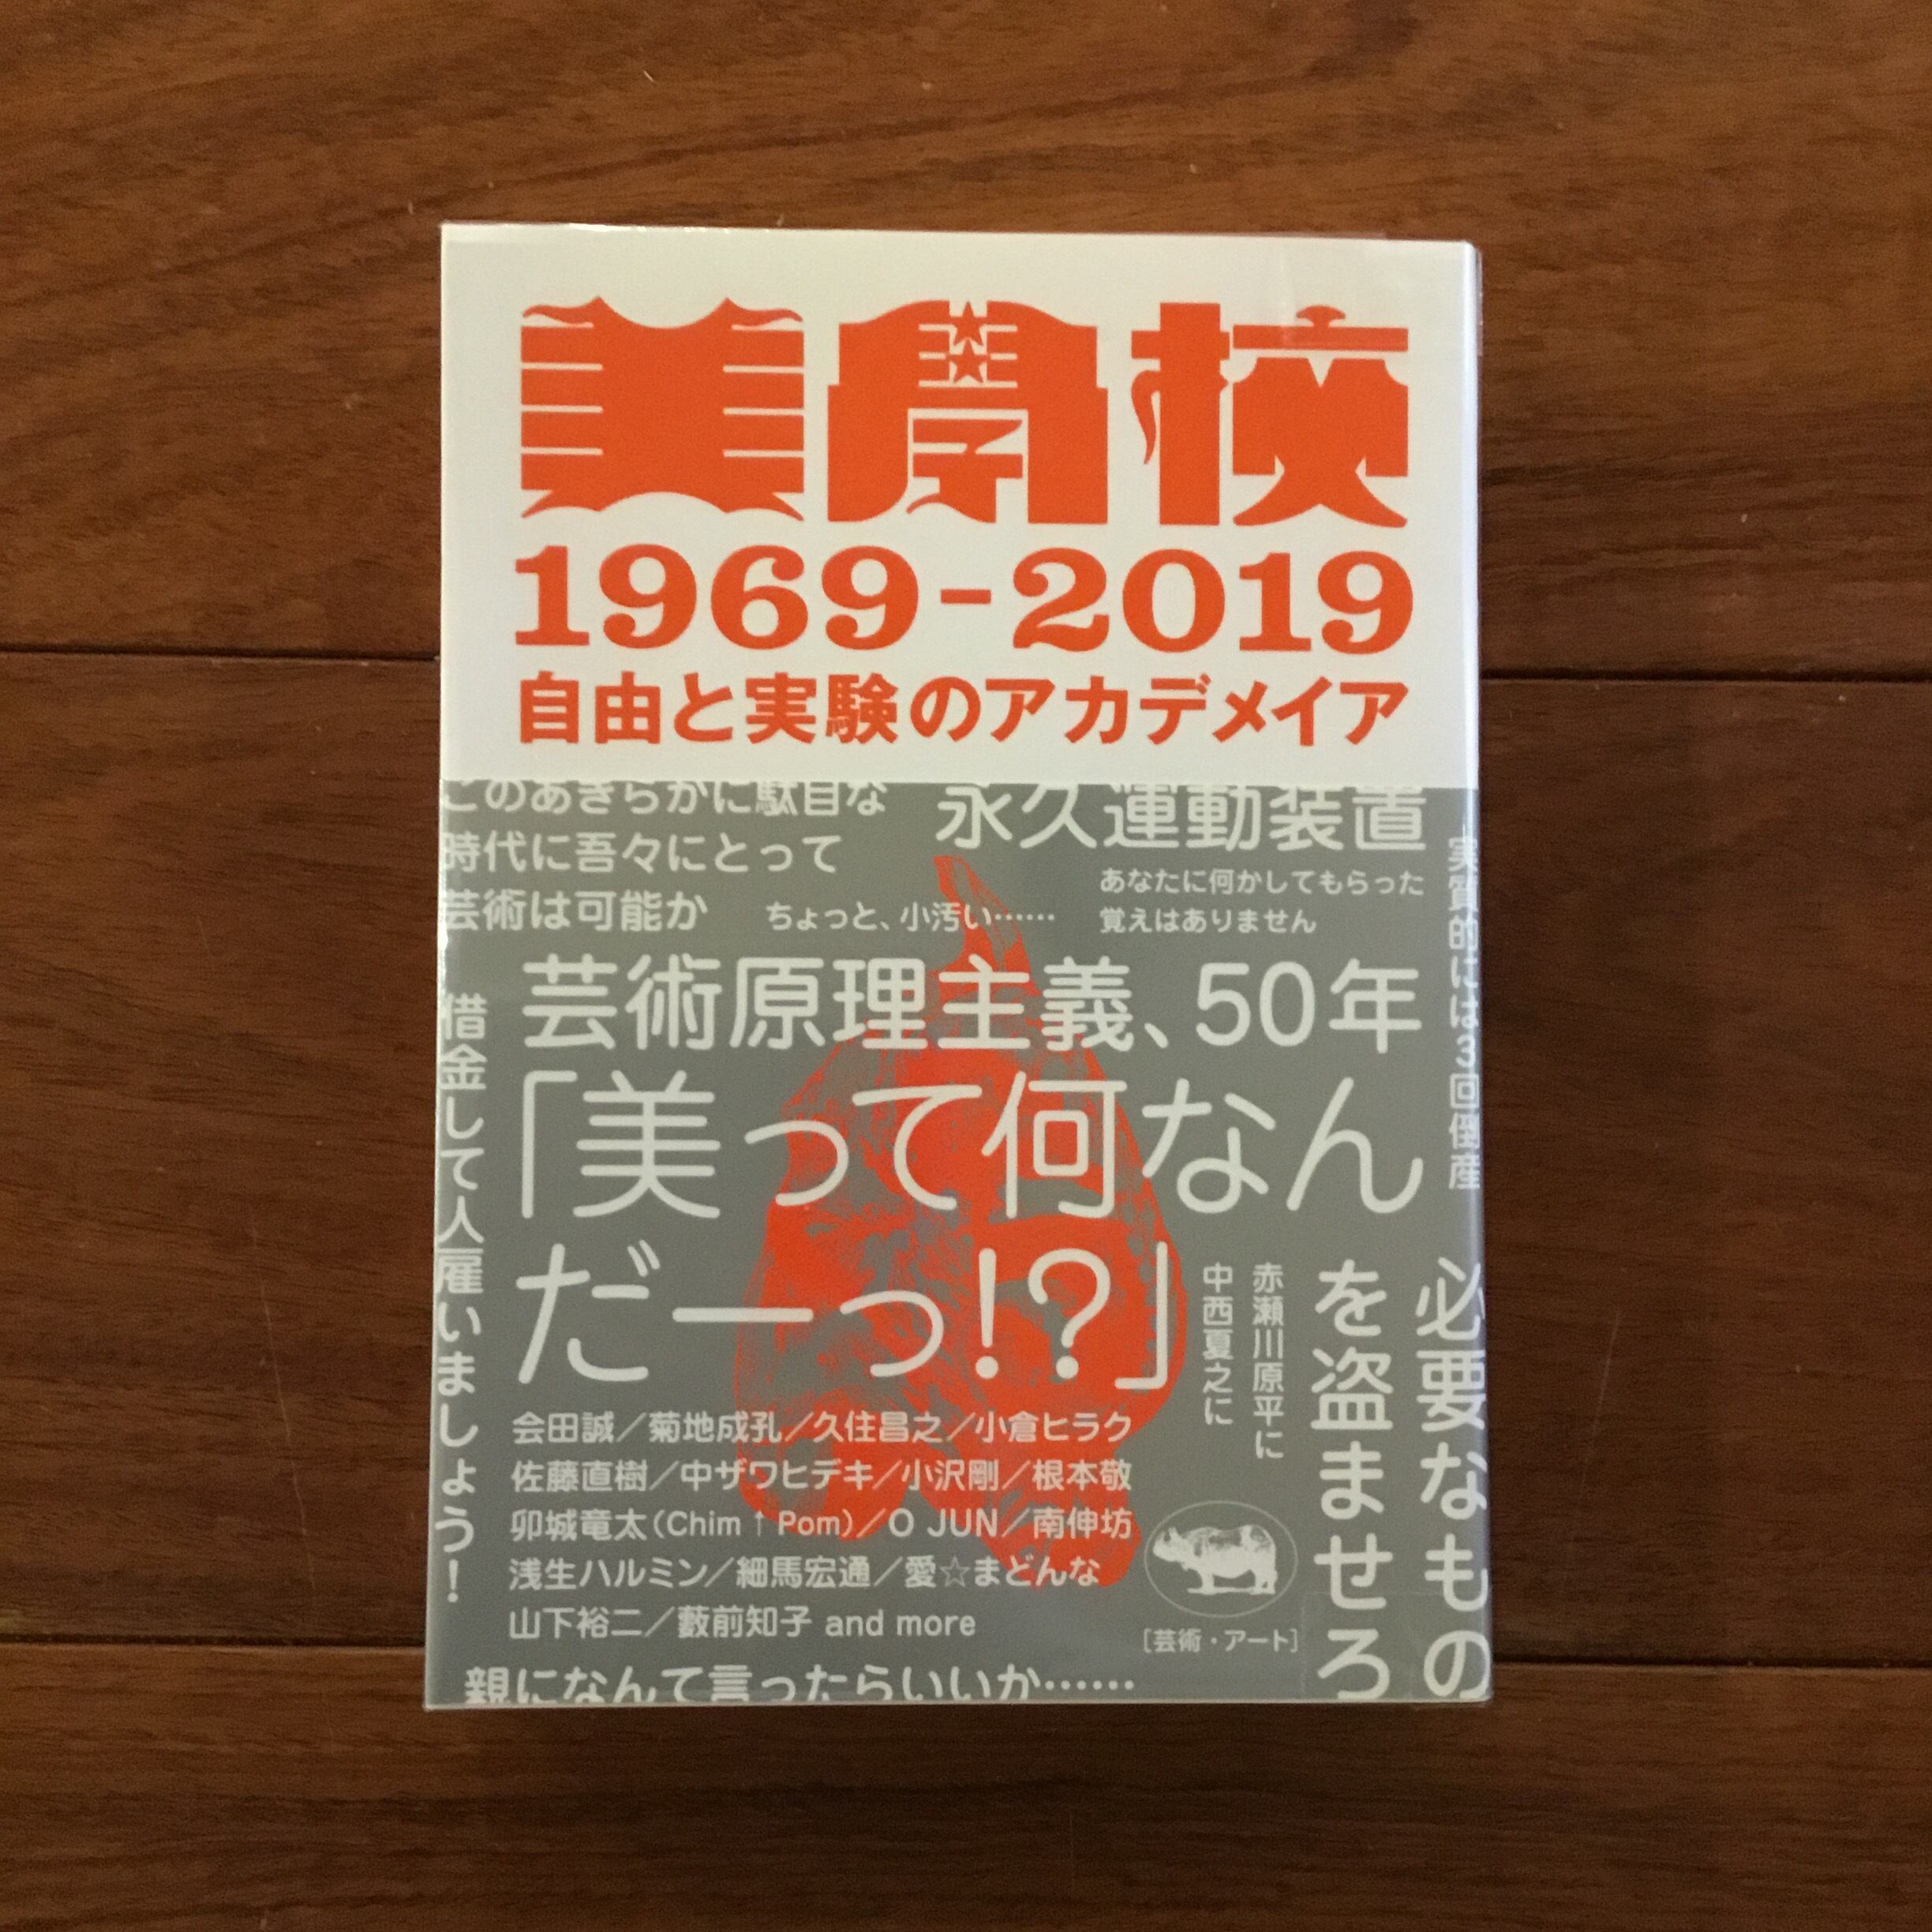 美學校
1969-2019
自由と実験のアカデメイア
このあきらかに駄目な
時代に吾々にとって
芸術は可能か
永久運動装置
ちょっと、小汚い……
あなたに何かしてもらった
覚えはありません
実質的には3回倒産
芸術原理主義、50年
「美って何なん
だーっ!?」
借金して人雇いましょう!
必要なもの
を盗ませろ
赤瀬川原平に
中西夏之に
会田誠/菊地成孔/久住昌之/小倉ヒラク
佐藤直樹/中ザワヒデキ/小沢剛/根本敬
卯城竜太(Chim↑Pom)/O JUN/南伸坊
浅生ハルミン/細馬宏通/愛☆まどんな
山下裕二/藪前知子 and more
[芸術・アート]
親になんて言ったらいいか……